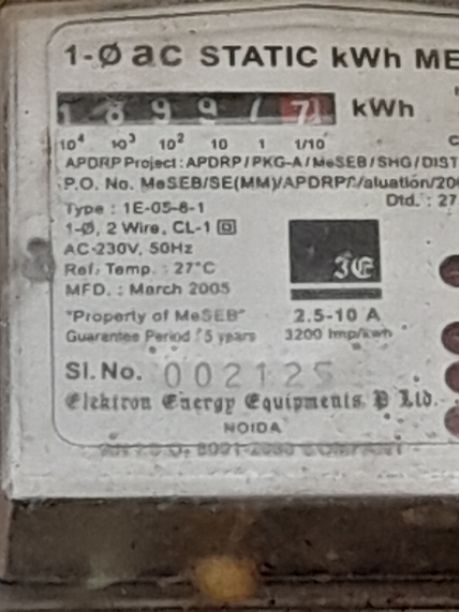 1-Ø ac STATIC kWh ME
1 8 9 9 7 kWh
10⁴ 10³ 10² 10 1 1/10
APDRP Project : APDRP / PKG-A / MeSEB / SHG / DIST
P.O. No. MeSEB/SE(MM)/APDRP
Dtd. : 27
Type : 1E-05-6-1
1-Ø, 2 Wire, CL-1
AC-230V, 50Hz
Ref. Temp. : 27°C
MFD. : March 2005
"Property of MeSEB" 2.5-10 A
Guarantee Period : 5 years 3200 Imp/kwh
Sl. No. 002125
Elektron Energy Equipments P Ltd.
NOIDA